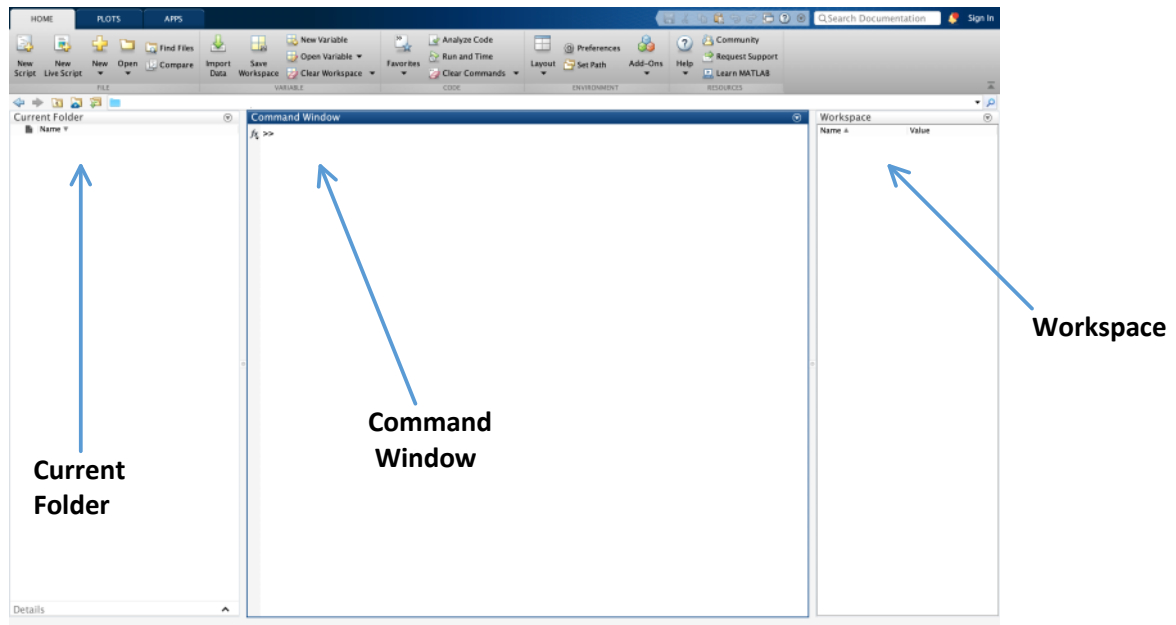 HOME PLOTS APPS
Search Documentation Sign In
New Script
New Live Script
New
Open
Find Files
Compare
Import Data
Save Workspace
New Variable
Open Variable
Clear Workspace
Favorites
Analyze Code
Run and Time
Clear Commands
Layout
Preferences
Set Path
Add-Ons
Help
Community
Request Support
Learn MATLAB
FILE VARIABLE CODE ENVIRONMENT RESOURCES
Current Folder
Name
Command Window
fx >>
Workspace
Name Value
Workspace
Command
Window
Current
Folder
Details